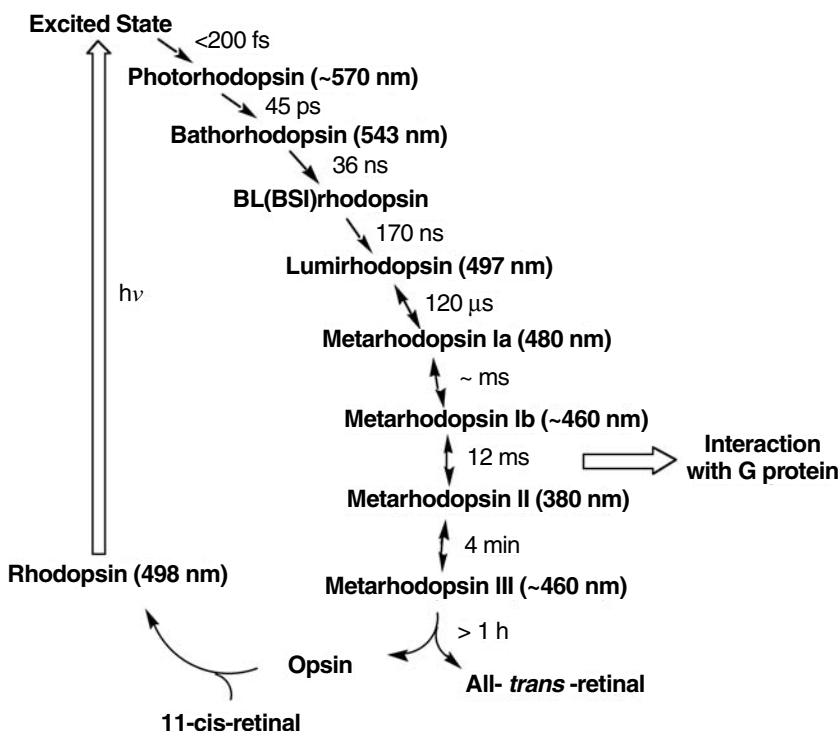 Excited State
<200 fs
Photorhodopsin (~570 nm)
45 ps
Bathorhodopsin (543 nm)
36 ns
BL(BSI)rhodopsin
170 ns
Lumirhodopsin (497 nm)
hν
120 μs
Metarhodopsin Ia (480 nm)
~ ms
Metarhodopsin Ib (~460 nm)
12 ms
Interaction
with G protein
Metarhodopsin II (380 nm)
4 min
Rhodopsin (498 nm)
Metarhodopsin III (~460 nm)
> 1 h
Opsin
All- trans -retinal
11-cis-retinal